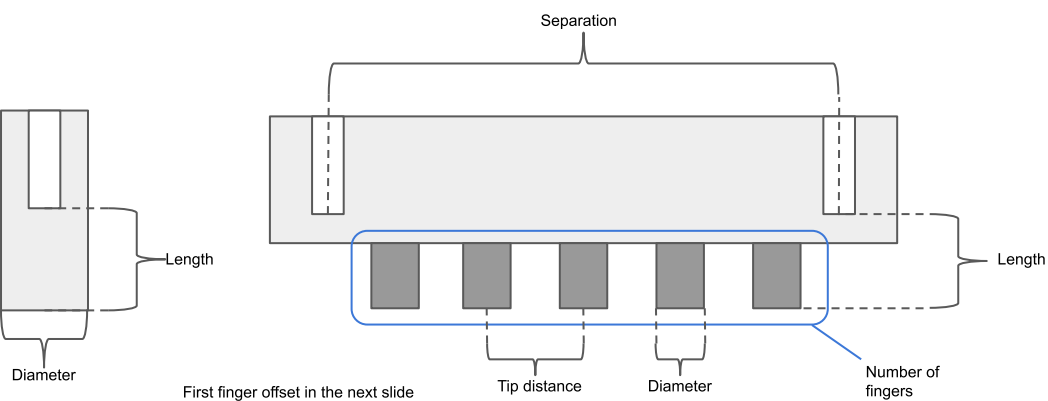 Separation
Length
Length
Diameter
First finger offset in the next slide
Tip distance
Diameter
Number of
fingers